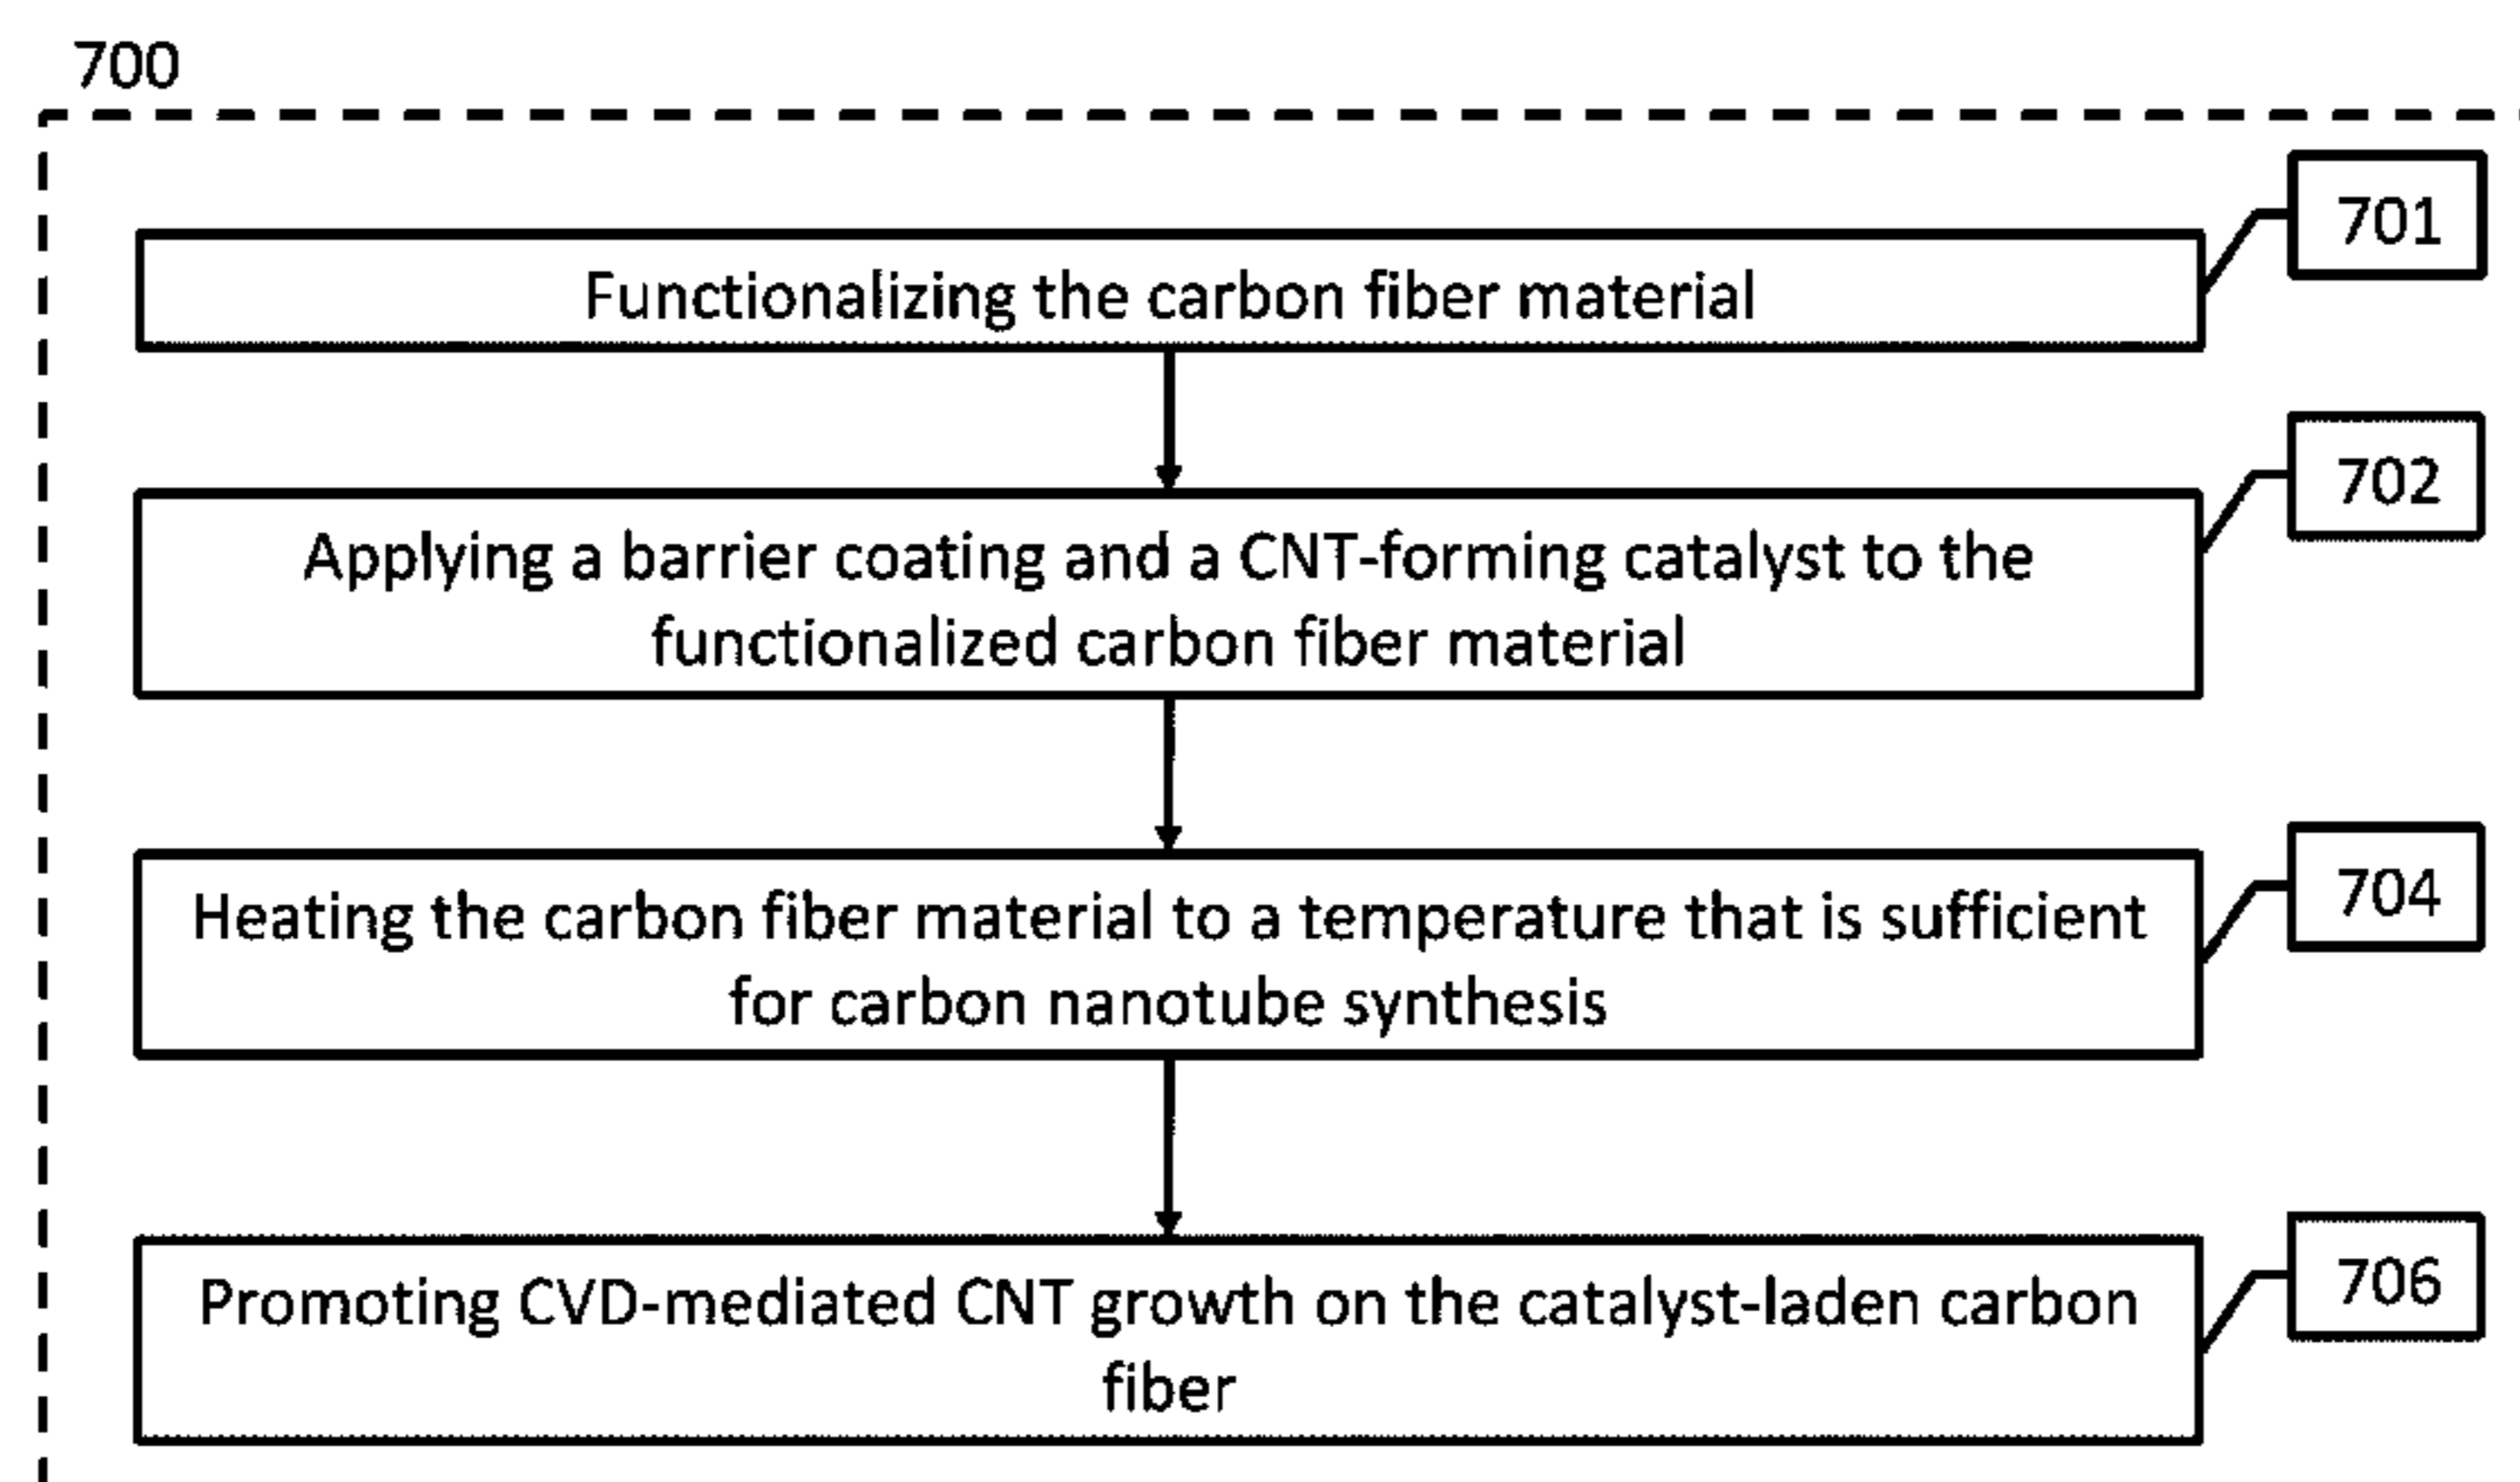 700
701
Functionalizing the carbon fiber material
702
Applying a barrier coating and a CNT-forming catalyst to the
functionalized carbon fiber material
704
Heating the carbon fiber material to a temperature that is sufficient
for carbon nanotube synthesis
706
Promoting CVD-mediated CNT growth on the catalyst-laden carbon
fiber